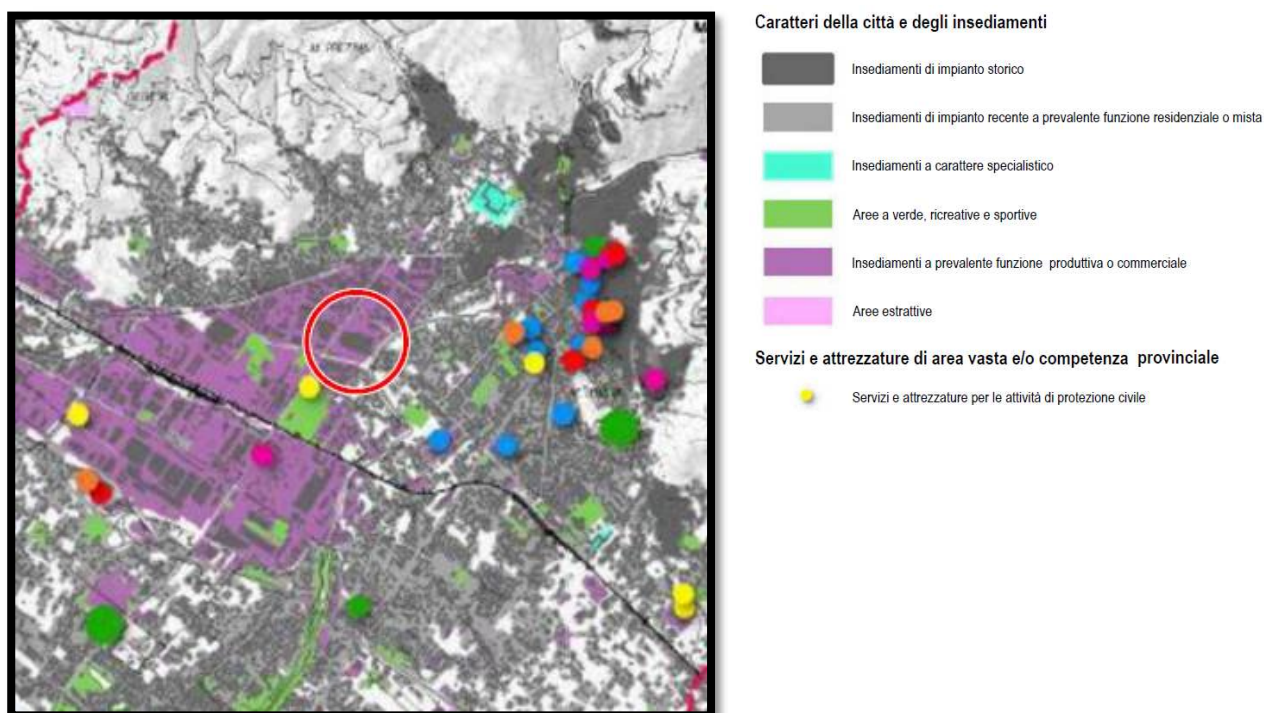 Caratteri della città e degli insediamenti
Insediamenti di impianto storico
Insediamenti di impianto recente a prevalente funzione residenziale o mista
Insediamenti a carattere specialistico
Aree a verde, ricreative e sportive
Insediamenti a prevalente funzione produttiva o commerciale
Aree estrattive
Servizi e attrezzature di area vasta e/o competenza provinciale
Servizi e attrezzature per le attività di protezione civile